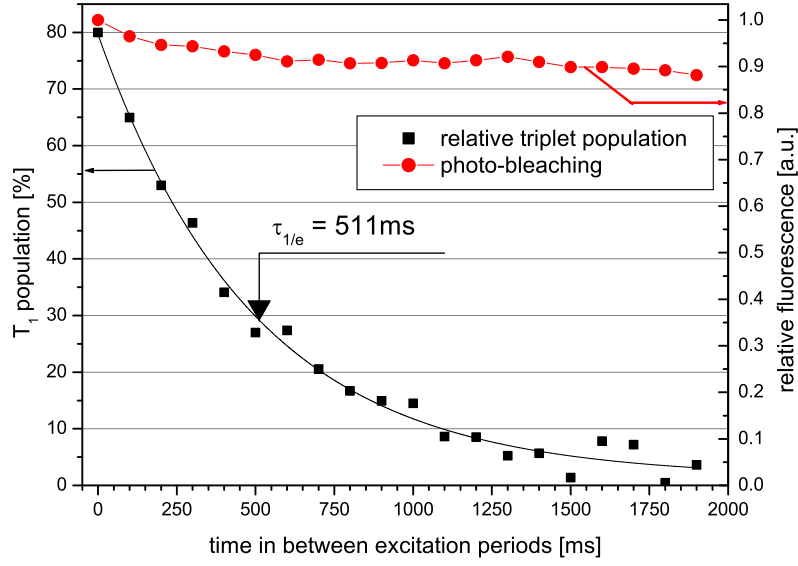 relative triplet population
photo-bleaching
τ1/e = 511ms
T1 population [%]
80
70
60
50
40
30
20
10
0
relative fluorescence [a.u.]
1.0
0.9
0.8
0.7
0.6
0.5
0.4
0.3
0.2
0.1
0.0
0 250 500 750 1000 1250 1500 1750 2000
time in between excitation periods [ms]